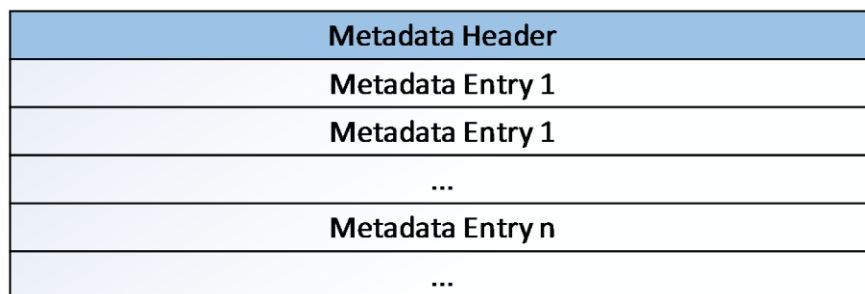 Metadata Header
Metadata Entry 1
Metadata Entry 1
...
Metadata Entry n
...